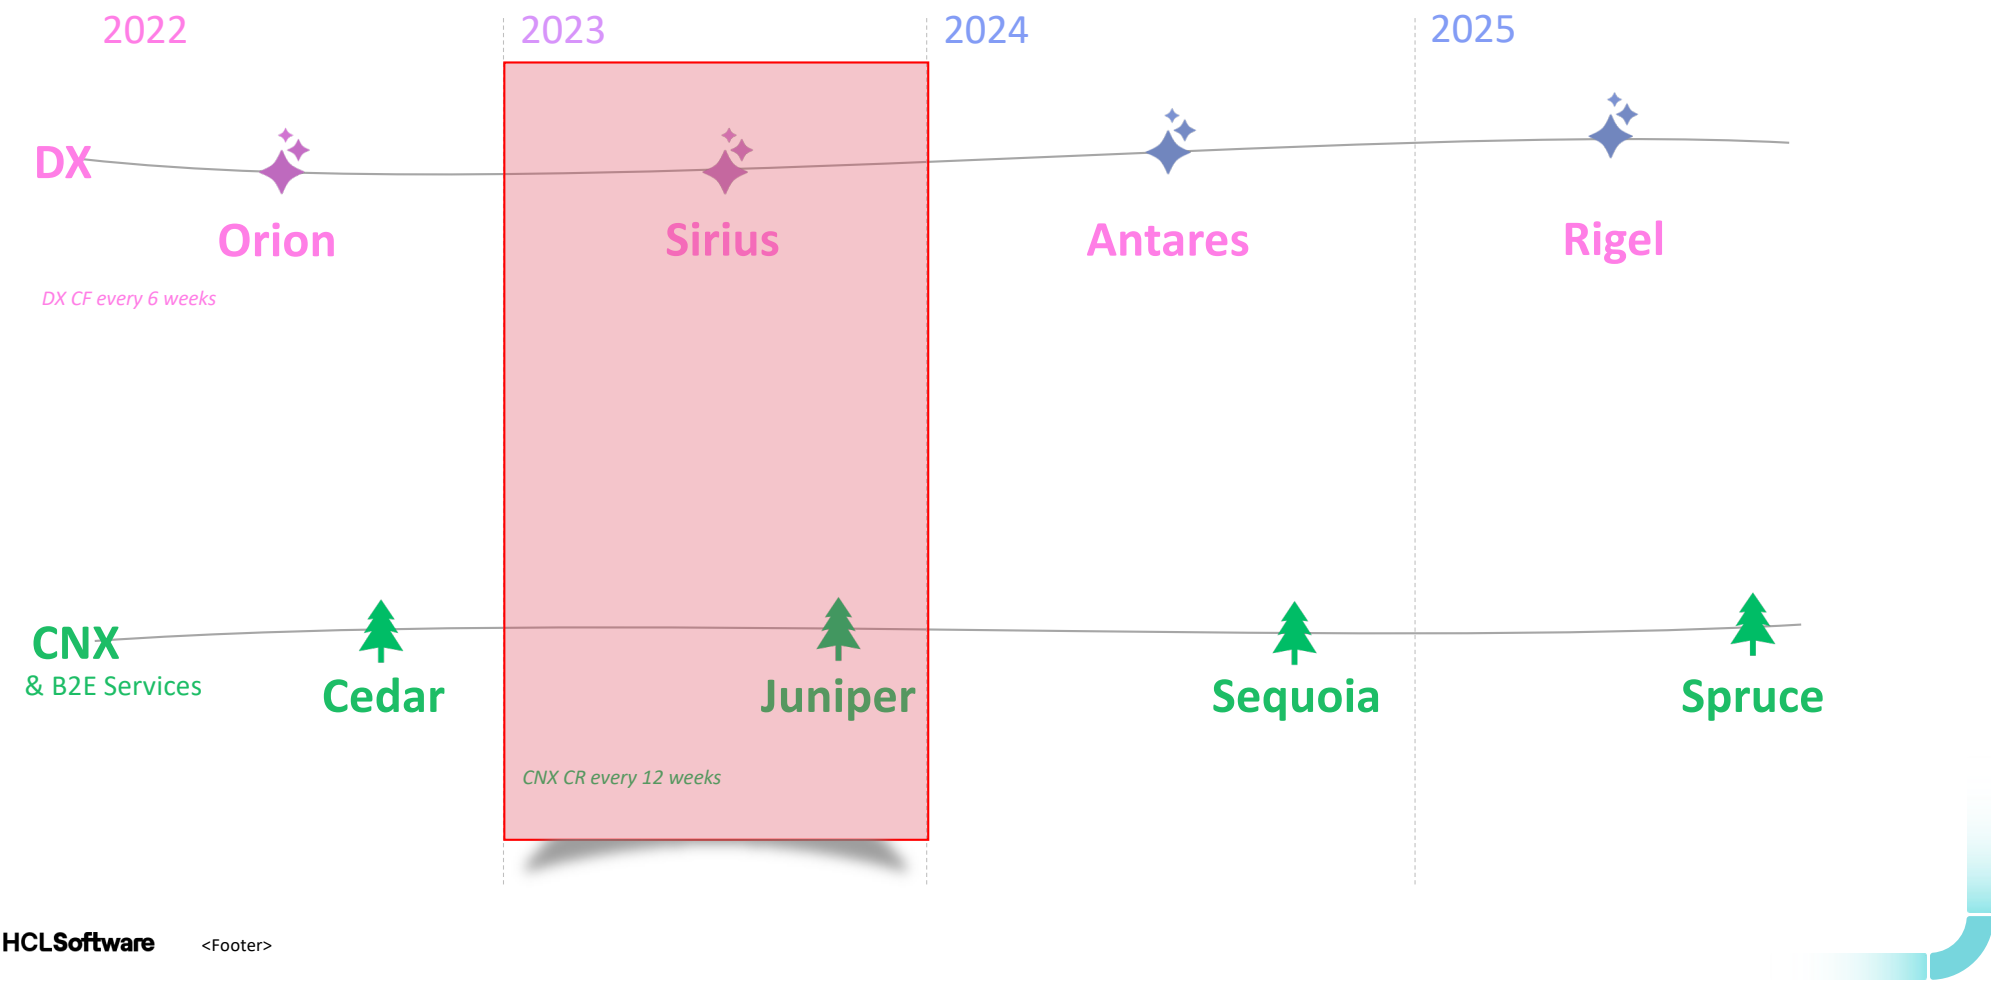 2022
2023
2024
2025
DX
Orion
Sirius
Antares
Rigel
DX CF every 6 weeks
CNX
& B2E Services
Cedar
Juniper
Sequoia
Spruce
CNX CR every 12 weeks
HCLSoftware
<Footer>